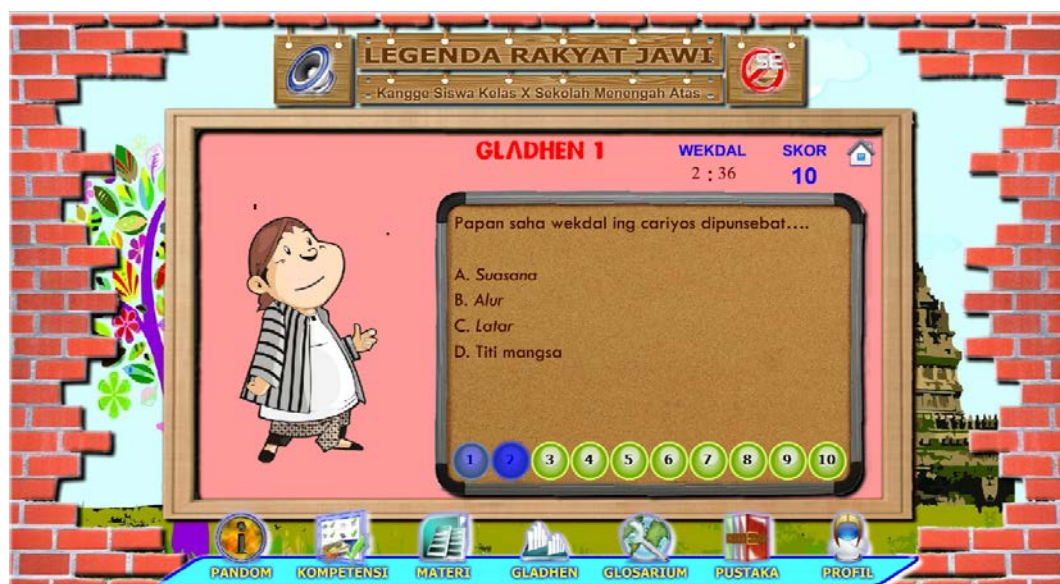 LEGENDA RAKYAT JAWI
Kangge Siswa Kelas X Sekolah Menengah Atas
SE
GLADHEN 1
WEKDAL
SKOR
2 : 36
10
Papan saha wekdal ing cariyos dipunsebat....
A. Suasana
B. Alur
C. Latar
D. Titi mangsa
1 2 3 4 5 6 7 8 9 10
PANDOM KOMPETENSI MATERI GLADHEN GLOSARIUM PUSTAKA PROFIL